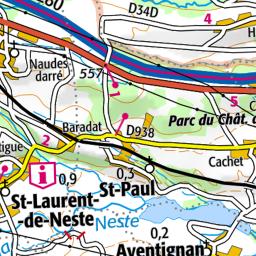 D34D
4
H
Naudes
darré
557
5
D938
Parc du Chât. d
2
Baradat
tigue
Cachet
0,9
0,3
St-Laurent-
-de-Neste
St-Paul
Neste
0,2
Aventignan